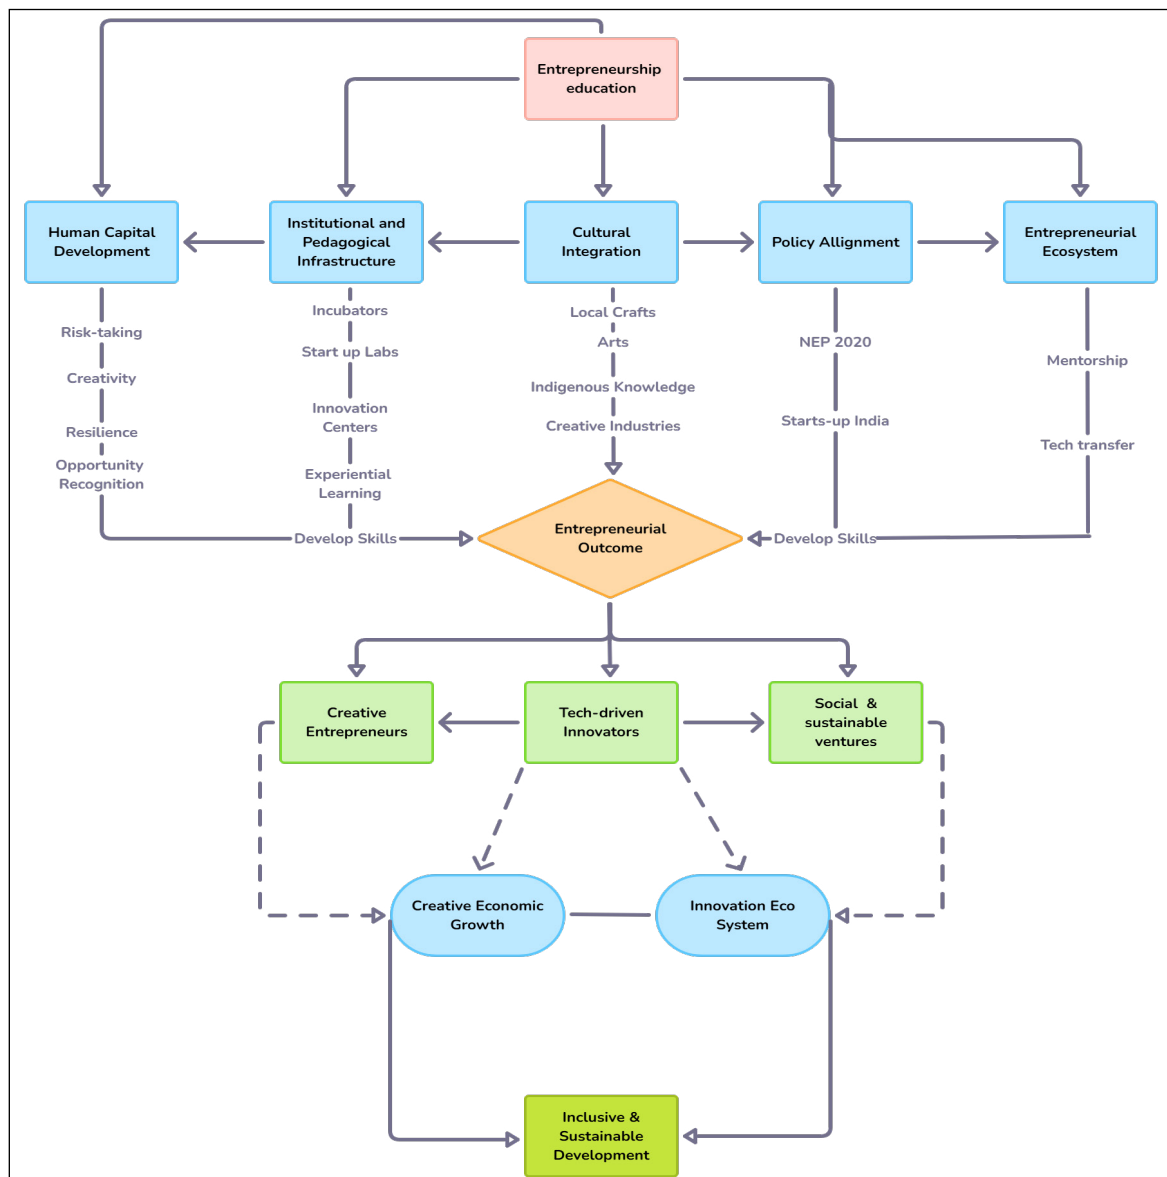 Entrepreneurship
education
Human Capital
Development
Institutional and
Pedagogical
Infrastructure
Cultural
Integration
Policy Allignment
Entrepreneurial
Ecosystem
Risk-taking
Creativity
Resilience
Opportunity
Recognition
Incubators
Start up Labs
Innovation
Centers
Experiential
Learning
Develop Skills
Local Crafts
Arts
Indigenous Knowledge
Creative Industries
NEP 2020
Starts-up India
Develop Skills
Mentorship
Tech transfer
Entrepreneurial
Outcome
Creative
Entrepreneurs
Tech-driven
Innovators
Social & 
sustainable
ventures
Creative Economic
Growth
Innovation Eco
System
Inclusive &
Sustainable
Development